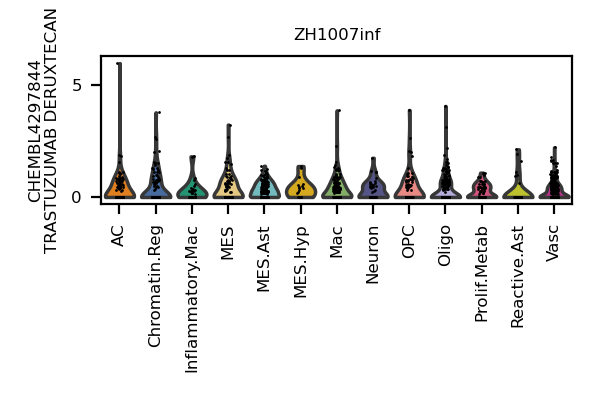 ZH1007inf
CHEMBL4297844
TRASTUZUMAB DERUXTECAN
5
0
AC
Chromatin.Reg
Inflammatory.Mac
MES
MES.Ast
MES.Hyp
Mac
Neuron
OPC
Oligo
Prolif.Metab
Reactive.Ast
Vasc